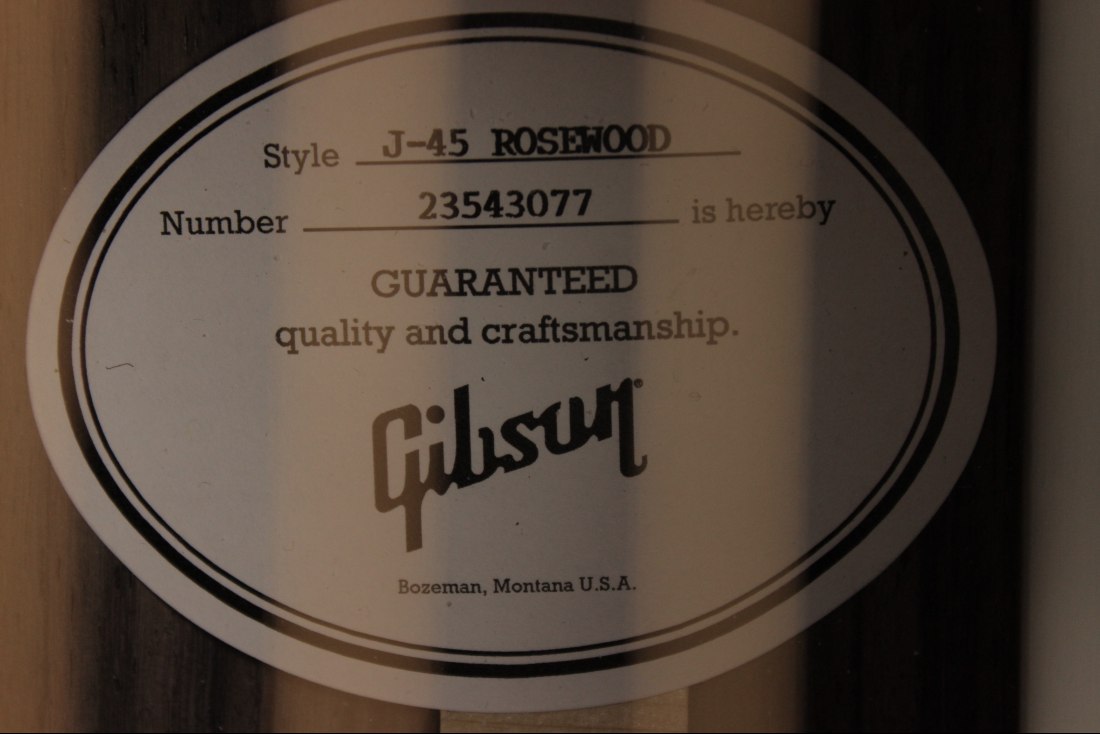 Style J-45 ROSEWOOD
Number 23543077 is hereby
GUARANTEED
quality and craftsmanship.
Gibson®
Bozeman, Montana U.S.A.